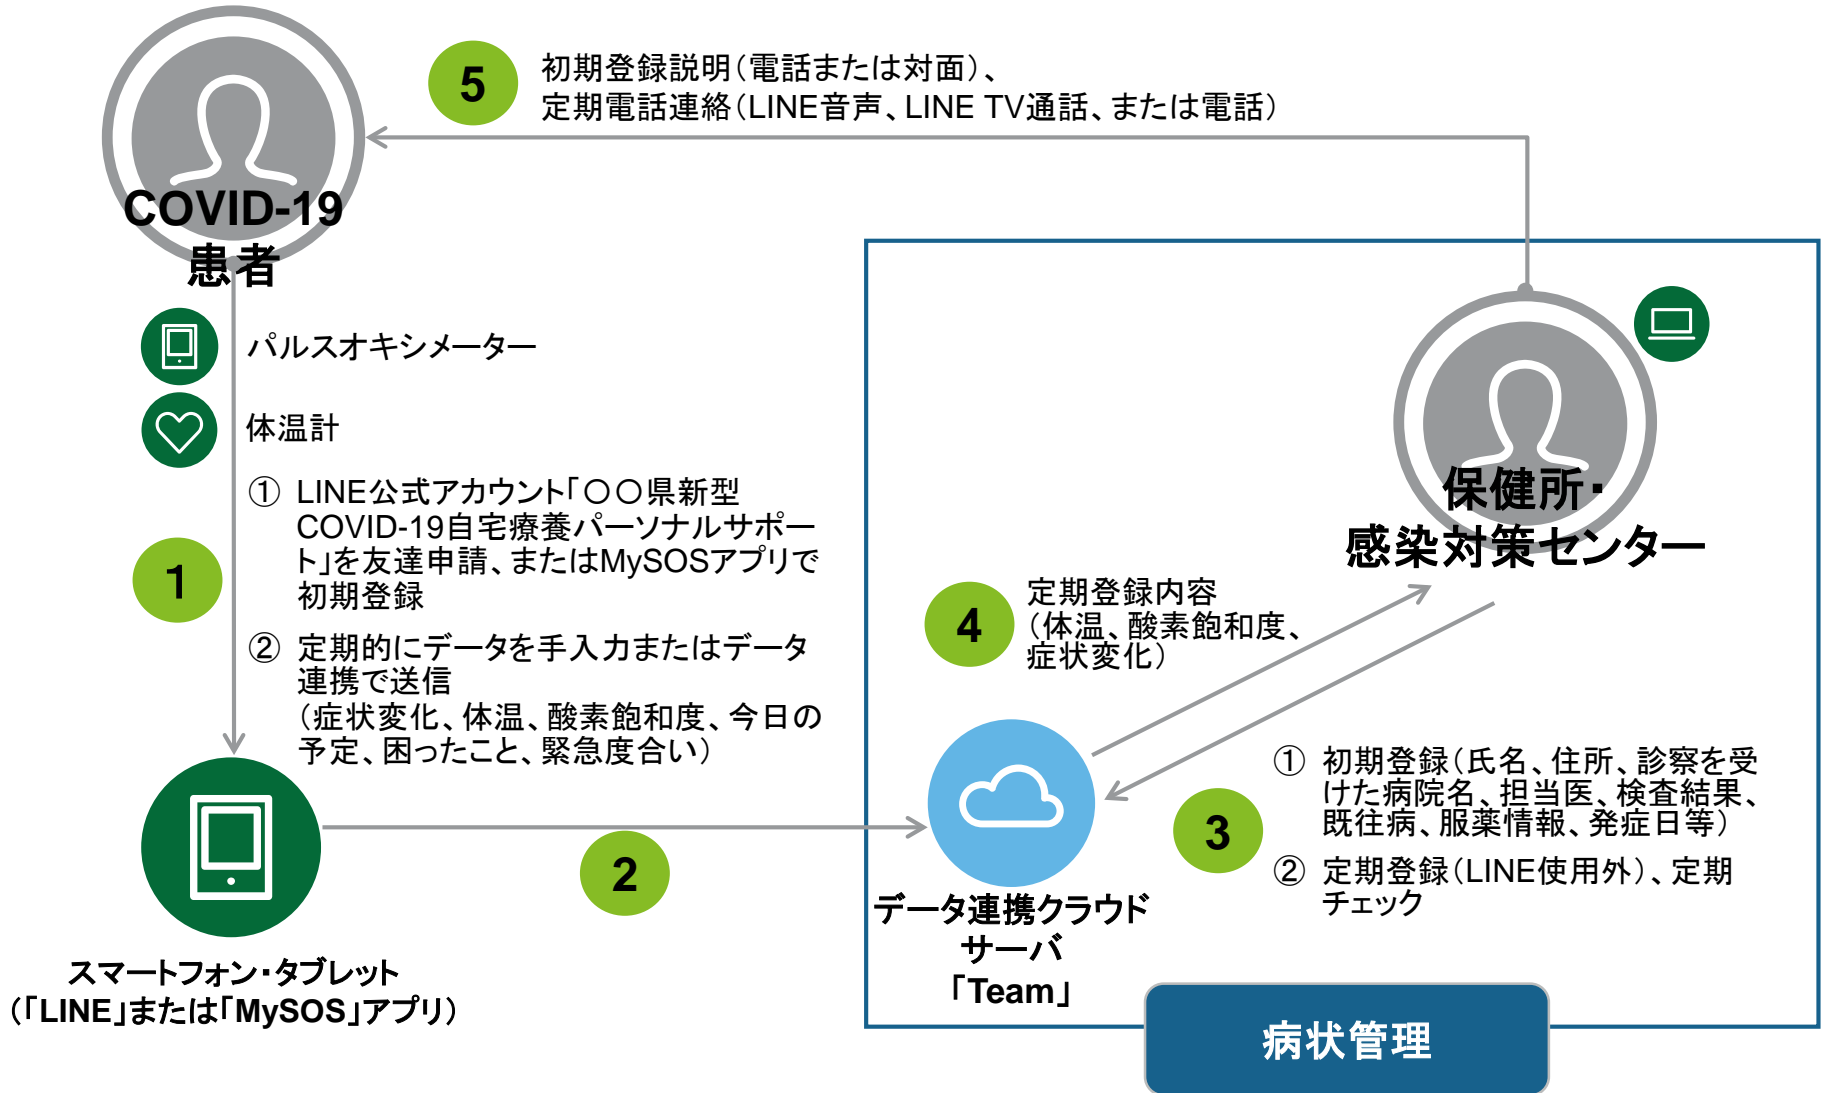 5
初期登録説明（電話または対面）、
定期電話連絡（LINE音声、LINE TV通話、または電話）
COVID-19
患者
パルスオキシメーター
体温計
1
① LINE公式アカウント「〇〇県新型
COVID-19自宅療養パーソナルサポー
ト」を友達申請、またはMySOSアプリで
初期登録
② 定期的にデータを手入力またはデータ
連携で送信
（症状変化、体温、酸素飽和度、今日の
予定、困ったこと、緊急度合い）
スマートフォン・タブレット
（「LINE」または「MySOS」アプリ）
2
保健所・
感染対策センター
4
定期登録内容
（体温、酸素飽和度、
症状変化）
データ連携クラウド
サーバ
「Team」
3
① 初期登録（氏名、住所、診察を受
けた病院名、担当医、検査結果、
既往病、服薬情報、発症日等）
② 定期登録（LINE使用外）、定期
チェック
病状管理